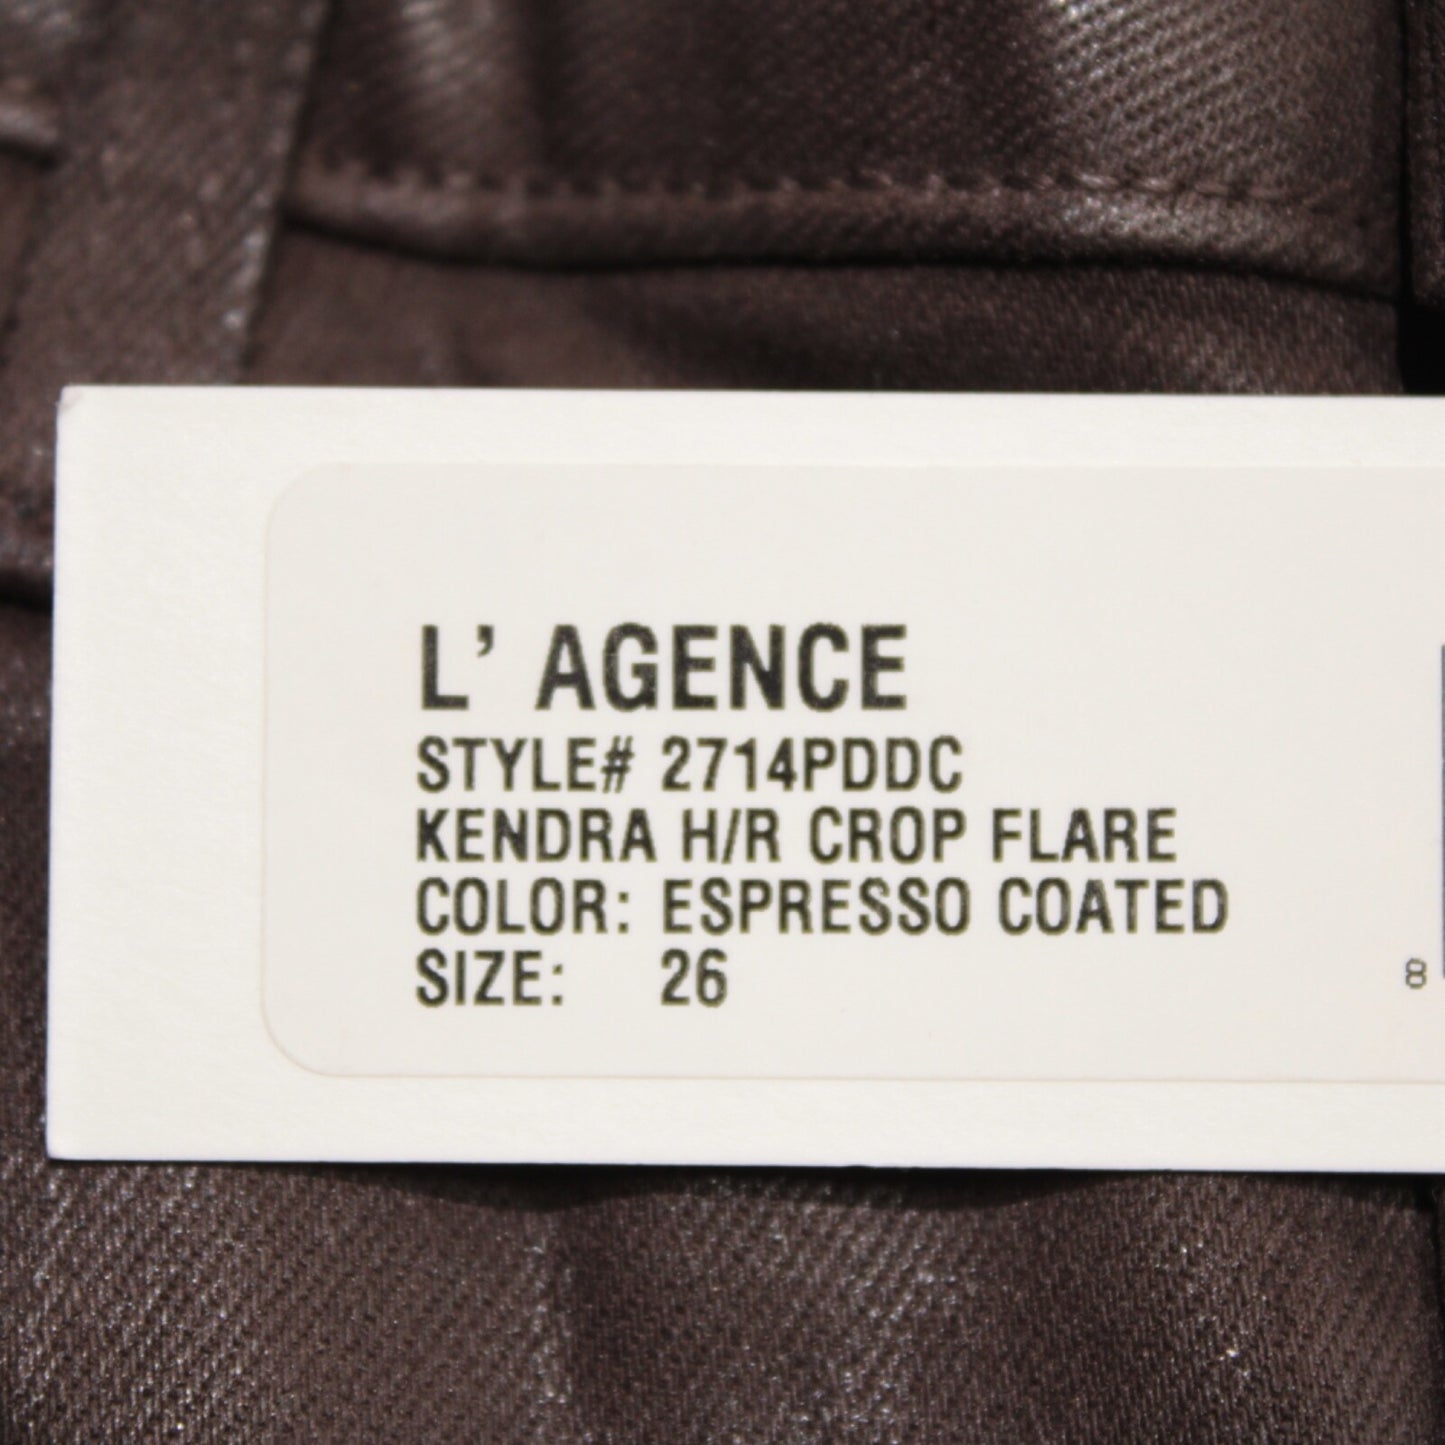 L' AGENCE
STYLE# 2714PDDC
KENDRA H/R CROP FLARE
COLOR: ESPRESSO COATED
SIZE: 26
8